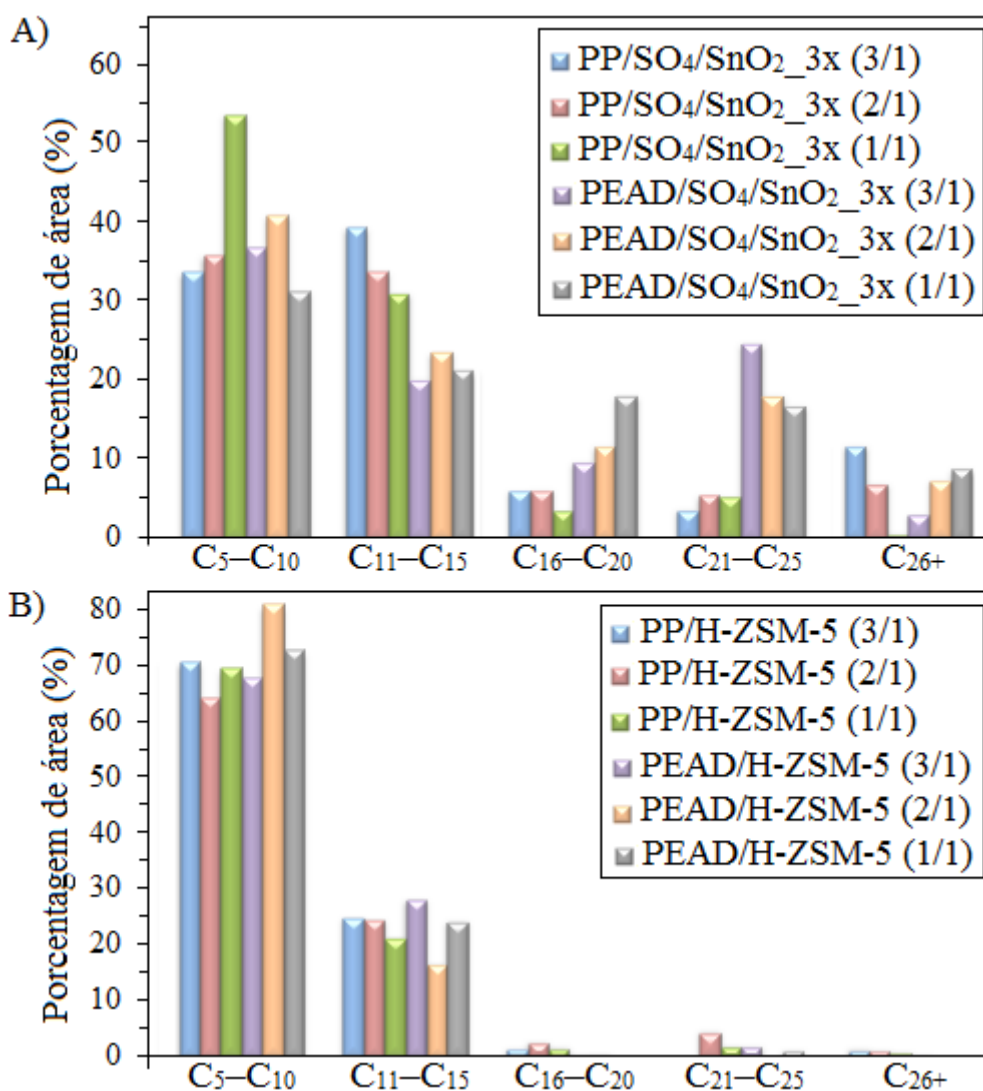 A)
Porcentagem de área (%)
60
50
40
30
20
10
0
PP/SO₄/SnO₂_3x (3/1)
PP/SO₄/SnO₂_3x (2/1)
PP/SO₄/SnO₂_3x (1/1)
PEAD/SO₄/SnO₂_3x (3/1)
PEAD/SO₄/SnO₂_3x (2/1)
PEAD/SO₄/SnO₂_3x (1/1)
C₅–C₁₀ C₁₁–C₁₅ C₁₆–C₂₀ C₂₁–C₂₅ C₂₆₊
B)
Porcentagem de área (%)
80
70
60
50
40
30
20
10
0
PP/H-ZSM-5 (3/1)
PP/H-ZSM-5 (2/1)
PP/H-ZSM-5 (1/1)
PEAD/H-ZSM-5 (3/1)
PEAD/H-ZSM-5 (2/1)
PEAD/H-ZSM-5 (1/1)
C₅–C₁₀ C₁₁–C₁₅ C₁₆–C₂₀ C₂₁–C₂₅ C₂₆₊